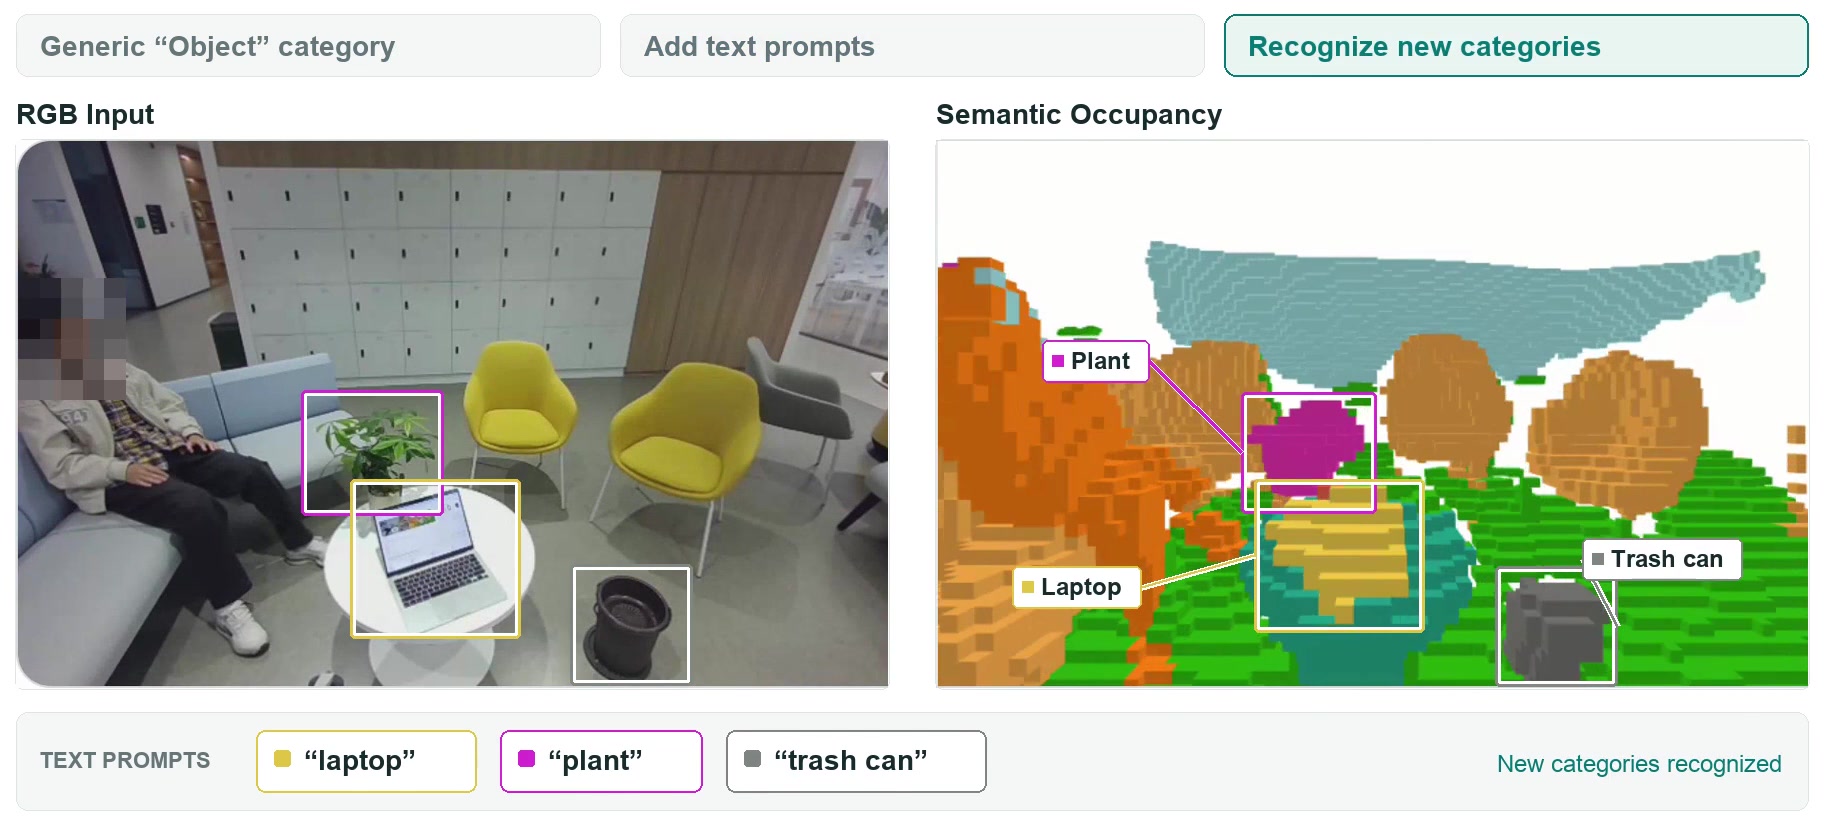 Generic “Object” category
Add text prompts
Recognize new categories
RGB Input
Semantic Occupancy
Plant
Laptop
Trash can
TEXT PROMPTS
“laptop”
“plant”
“trash can”
New categories recognized